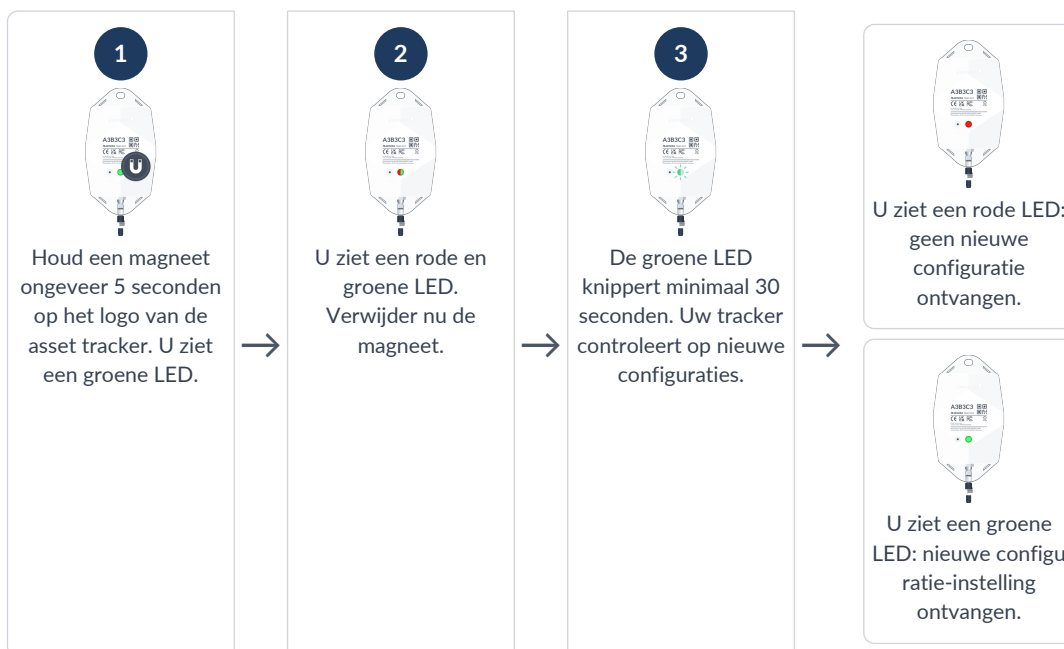 1
A3B3C3
Houd een magneet
ongeveer 5 seconden
op het logo van de
asset tracker. U ziet
een groene LED.
2
A3B3C3
U ziet een rode en
groene LED.
Verwijder nu de
magneet.
3
A3B3C3
De groene LED
knippert minimaal 30
seconden. Uw tracker
controleert op nieuwe
configuraties.
A3B3C3
U ziet een rode LED:
geen nieuwe
configuratie
ontvangen.
A3B3C3
U ziet een groene
LED: nieuwe configu
ratie-instelling
ontvangen.